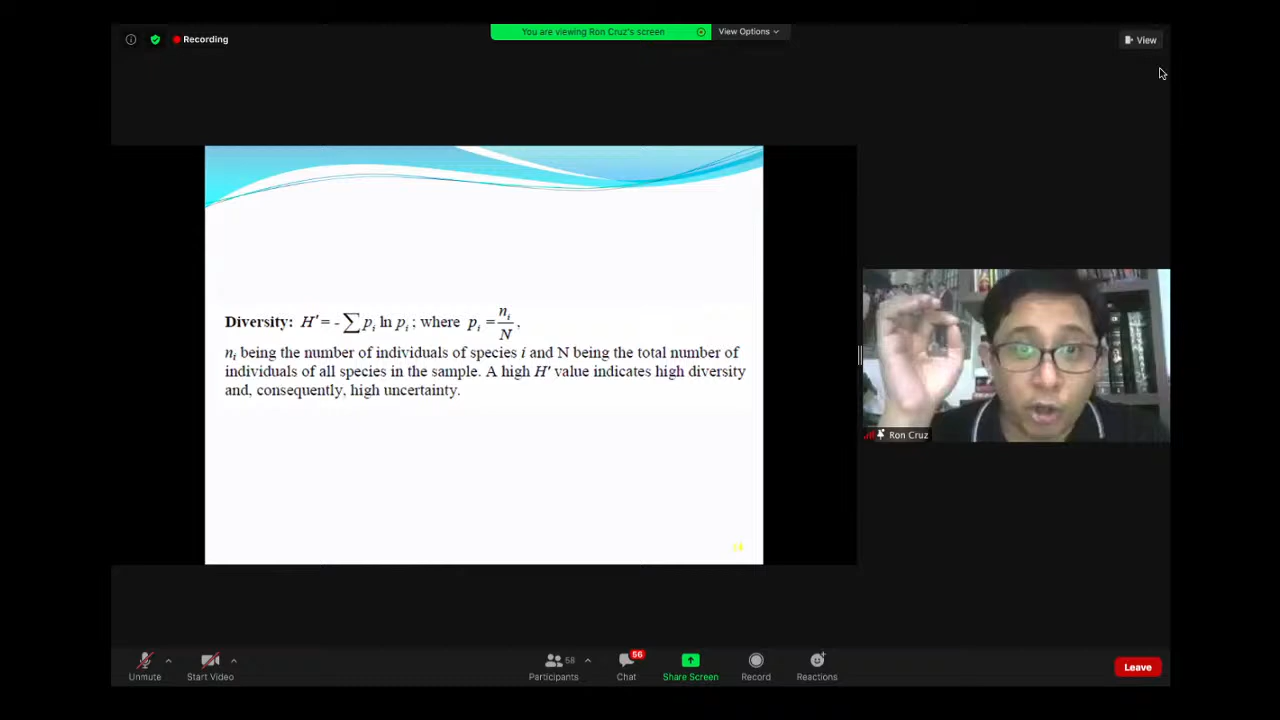 Recording
You are viewing Ron Cruz's screen
View Options
View
Diversity: H' = - ∑ pᵢ ln pᵢ ; where pᵢ = nᵢ/N,
nᵢ being the number of individuals of species i and N being the total number of
individuals of all species in the sample. A high H' value indicates high diversity
and, consequently, high uncertainty.
Ron Cruz
58
56
Unmute
Start Video
Participants
Chat
Share Screen
Record
Reactions
Leave